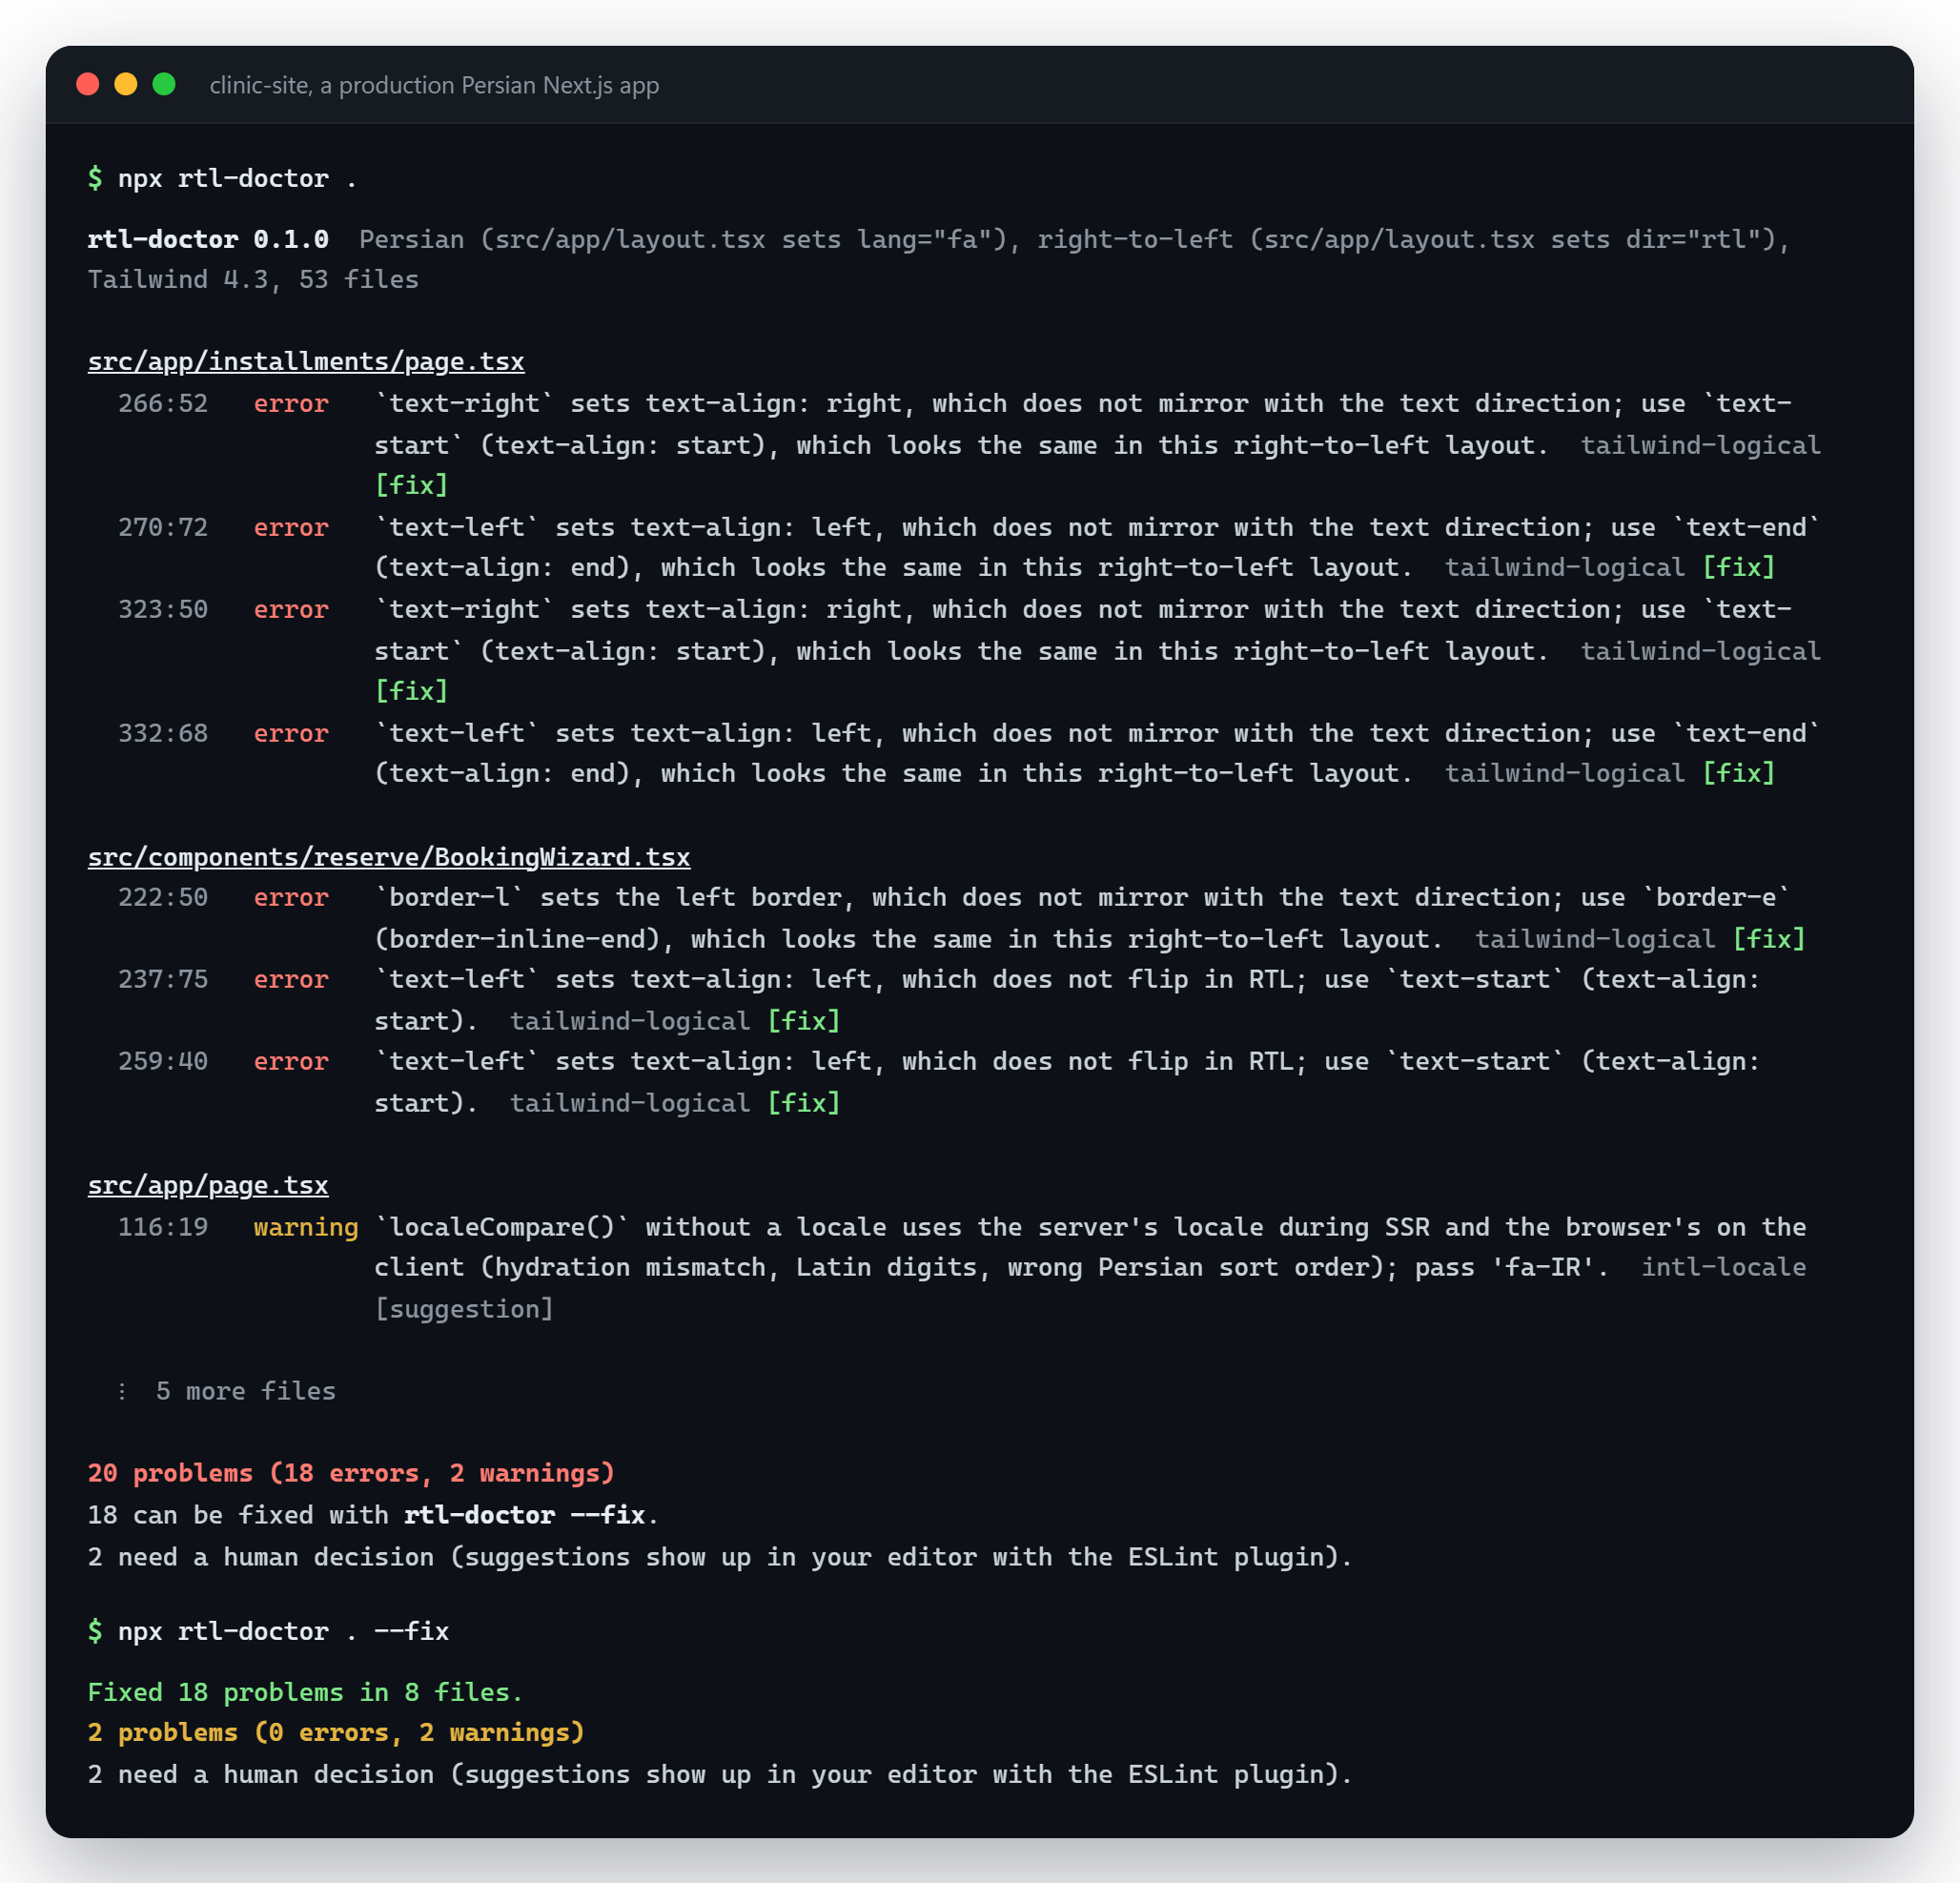 clinic-site, a production Persian Next.js app
$ npx rtl-doctor .
rtl-doctor 0.1.0  Persian (src/app/layout.tsx sets lang="fa"), right-to-left (src/app/layout.tsx sets dir="rtl"),
Tailwind 4.3, 53 files
src/app/installments/page.tsx
266:52 error `text-right` sets text-align: right, which does not mirror with the text direction; use `text-
start` (text-align: start), which looks the same in this right-to-left layout. tailwind-logical
[fix]
270:72 error `text-left` sets text-align: left, which does not mirror with the text direction; use `text-end`
(text-align: end), which looks the same in this right-to-left layout. tailwind-logical [fix]
323:50 error `text-right` sets text-align: right, which does not mirror with the text direction; use `text-
start` (text-align: start), which looks the same in this right-to-left layout. tailwind-logical
[fix]
332:68 error `text-left` sets text-align: left, which does not mirror with the text direction; use `text-end`
(text-align: end), which looks the same in this right-to-left layout. tailwind-logical [fix]
src/components/reserve/BookingWizard.tsx
222:50 error `border-l` sets the left border, which does not mirror with the text direction; use `border-e`
(border-inline-end), which looks the same in this right-to-left layout. tailwind-logical [fix]
237:75 error `text-left` sets text-align: left, which does not flip in RTL; use `text-start` (text-align:
start). tailwind-logical [fix]
259:40 error `text-left` sets text-align: left, which does not flip in RTL; use `text-start` (text-align:
start). tailwind-logical [fix]
src/app/page.tsx
116:19 warning `localeCompare()` without a locale uses the server's locale during SSR and the browser's on the
client (hydration mismatch, Latin digits, wrong Persian sort order); pass 'fa-IR'. intl-locale
[suggestion]
⋮ 5 more files
20 problems (18 errors, 2 warnings)
18 can be fixed with rtl-doctor --fix.
2 need a human decision (suggestions show up in your editor with the ESLint plugin).
$ npx rtl-doctor . --fix
Fixed 18 problems in 8 files.
2 problems (0 errors, 2 warnings)
2 need a human decision (suggestions show up in your editor with the ESLint plugin).